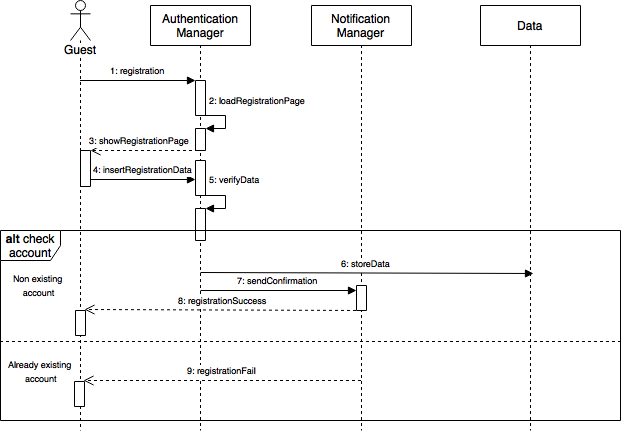 Guest
Authentication
Manager
Notification
Manager
Data
1: registration
2: loadRegistrationPage
3: showRegistrationPage
4: insertRegistrationData
5: verifyData
alt check
account
Non existing
account
6: storeData
7: sendConfirmation
8: registrationSuccess
Already existing
account
9: registrationFail